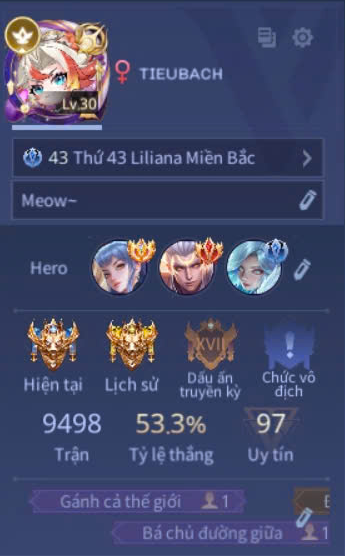 Lv.30
TIEUBACH
43 Thứ 43 Liliana Miền Bắc
Meow~
Hero
XVII
Hiện tại
Lịch sử
Dấu ấn
truyền kỳ
Chức vô
địch
9498
53.3%
97
Trận
Tỷ lệ thắng
Uy tín
Gánh cả thế giới 1
Bá chủ đường giữa 1